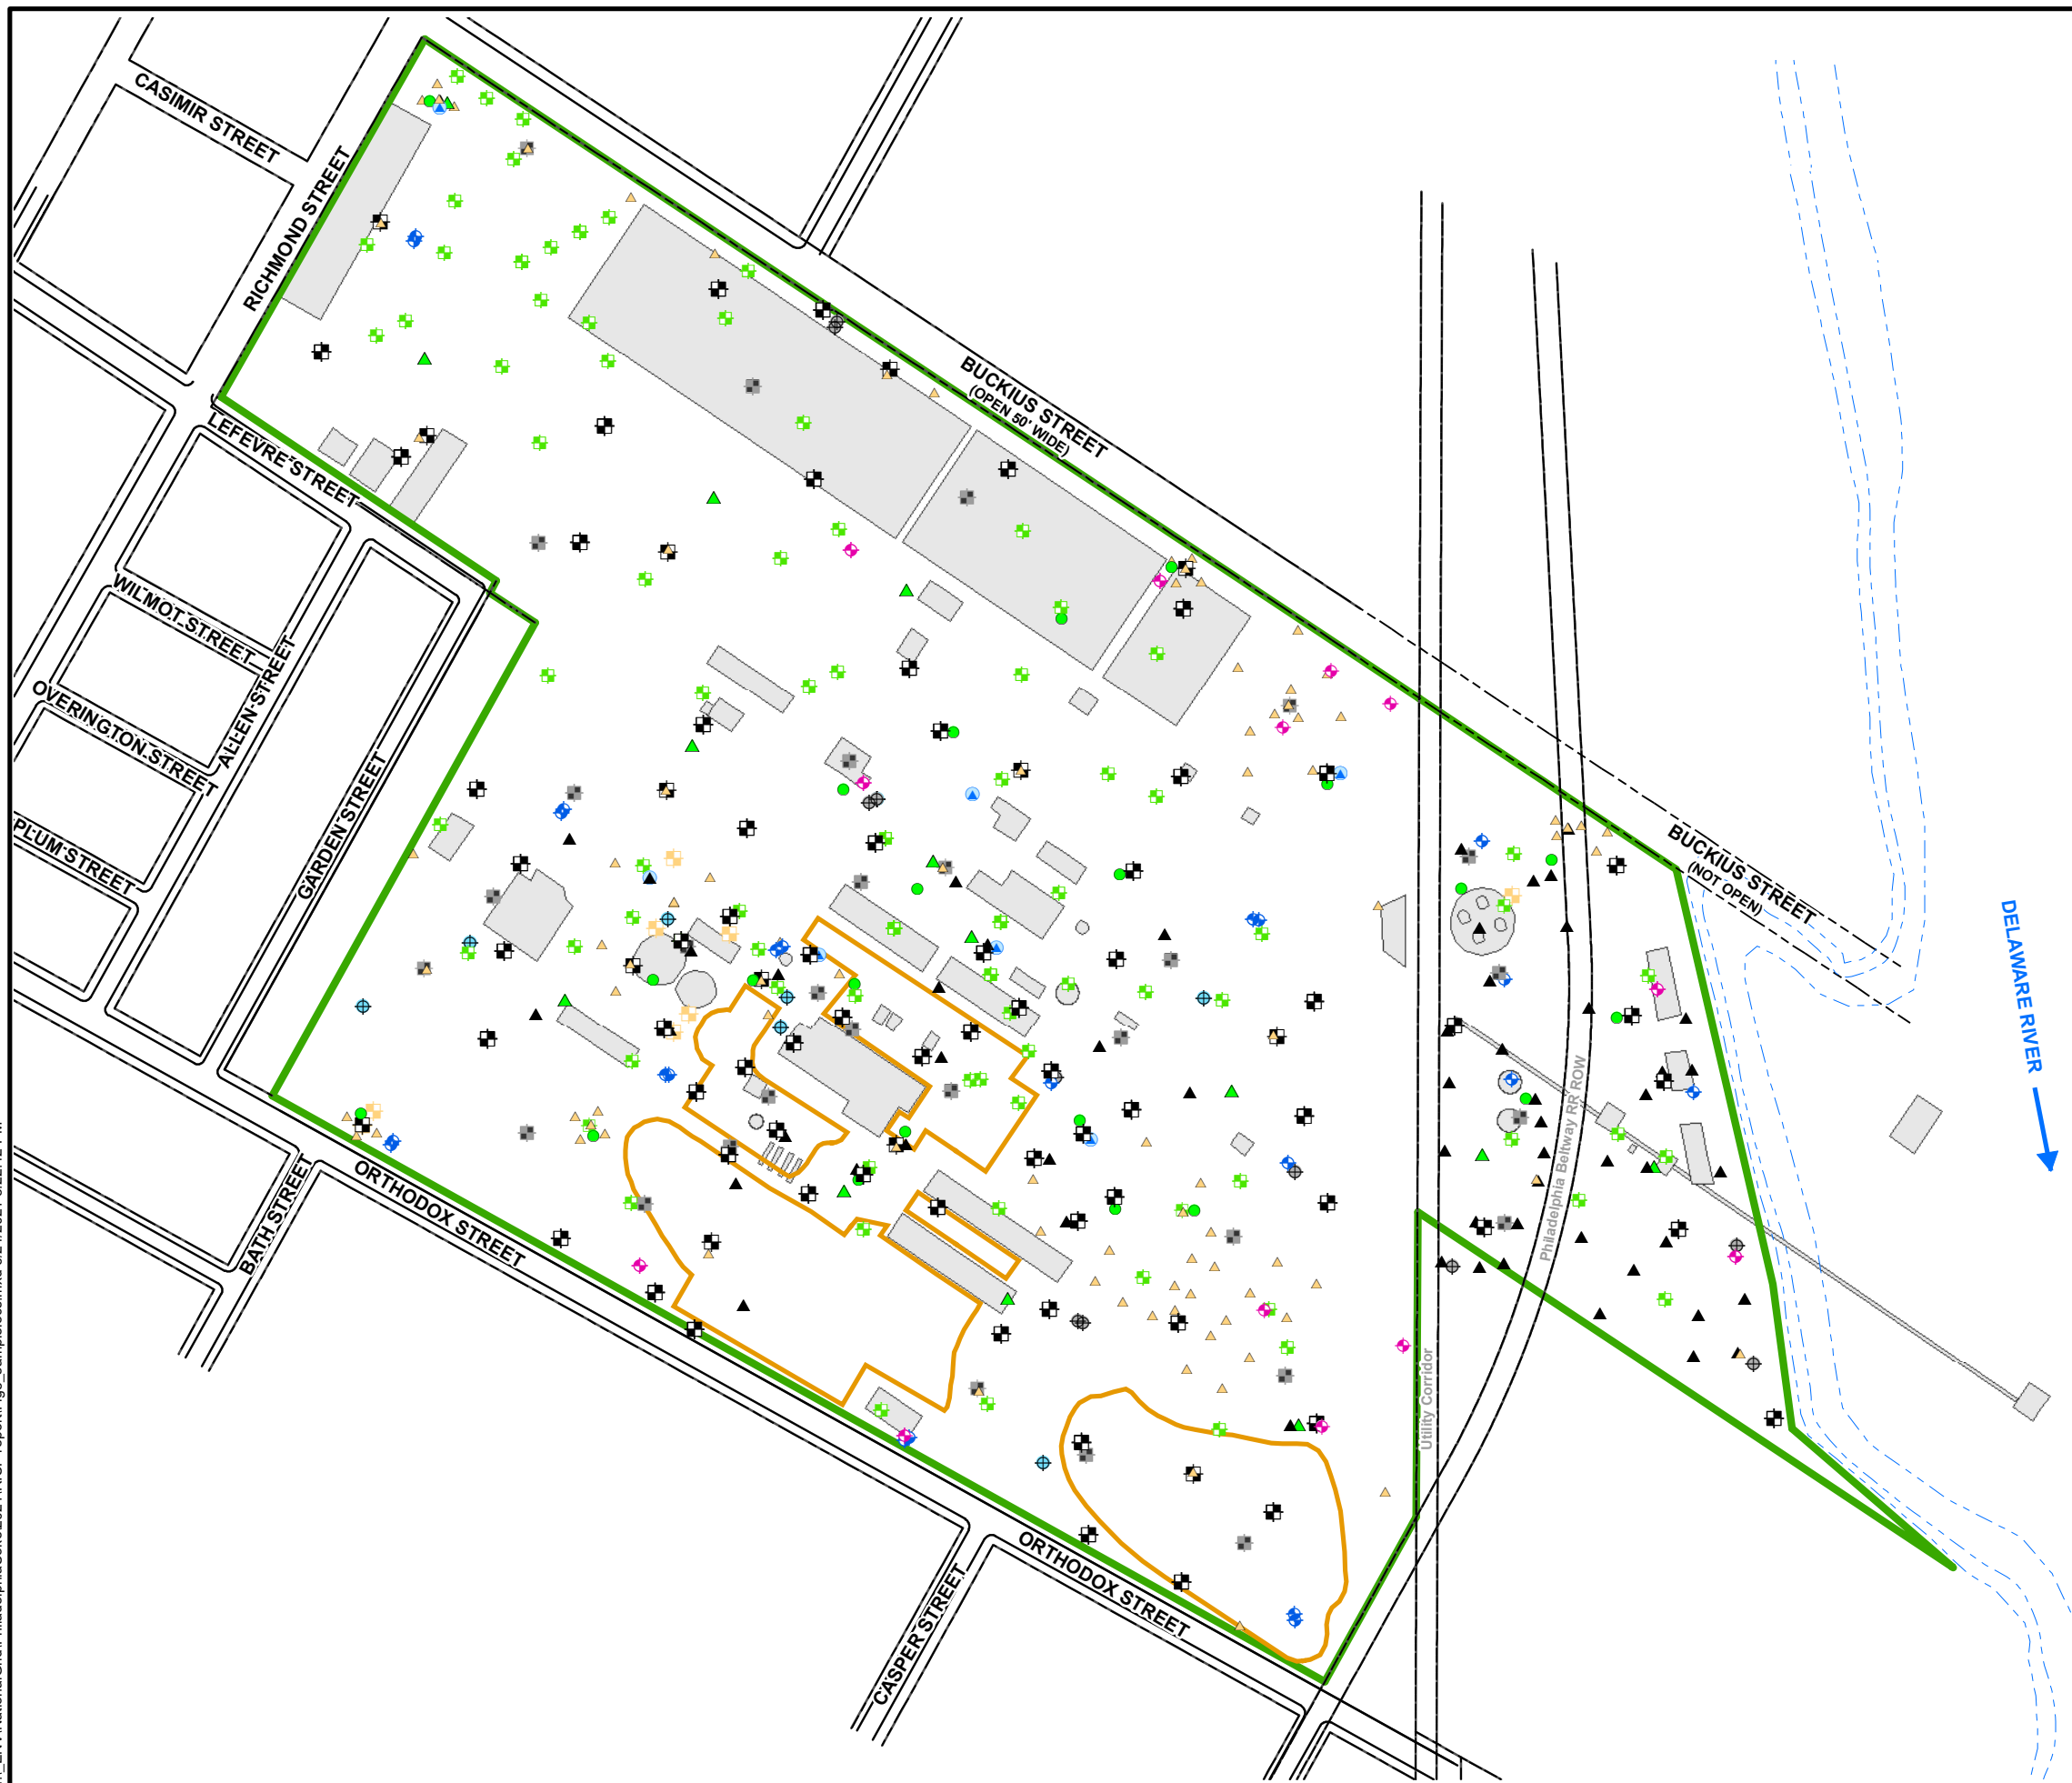 CASIMIR STREET
RICHMOND STREET
LEFEVRE STREET
BUCKIUS STREET
(OPEN 50' WIDE)
WILMOT STREET
ALLEN STREET
OVERINGTON STREET
GARDEN STREET
PLUM STREET
BUCKIUS STREET
(NOT OPEN)
DELAWARE RIVER
Philadelphia Beltway RR ROW
Utility Corridor
ORTHODOX STREET
BATH STREET
ORTHODOX STREET
CASPER STREET